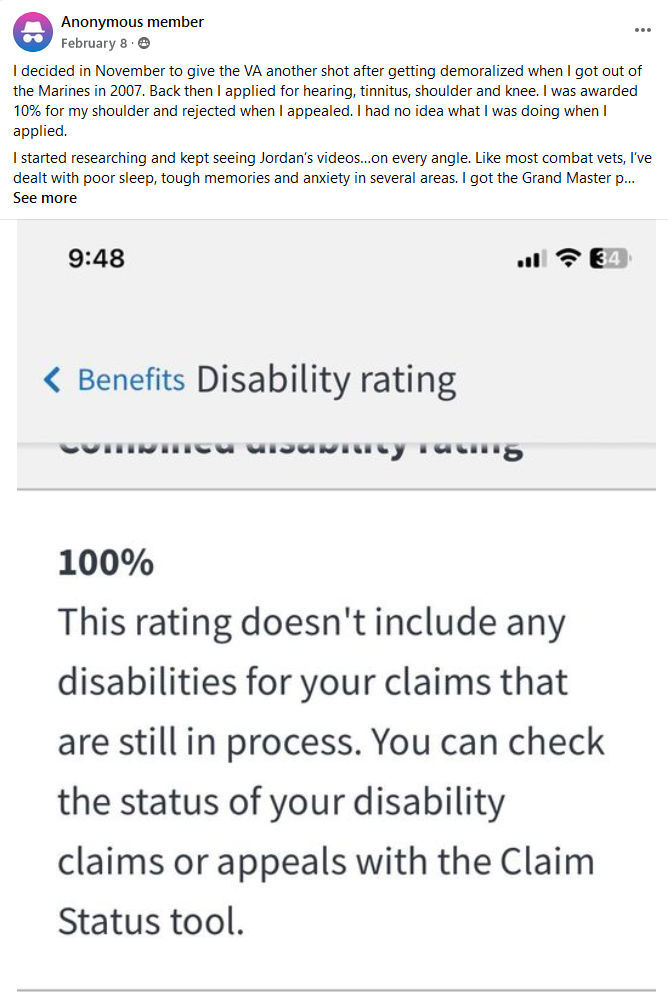 Anonymous member
February 8 ·
I decided in November to give the VA another shot after getting demoralized when I got out of
the Marines in 2007. Back then I applied for hearing, tinnitus, shoulder and knee. I was awarded
10% for my shoulder and rejected when I appealed. I had no idea what I was doing when I
applied.
I started researching and kept seeing Jordan’s videos...on every angle. Like most combat vets, I’ve
dealt with poor sleep, tough memories and anxiety in several areas. I got the Grand Master p...
See more
9:48
34
Benefits Disability rating
Combined disability rating
100%
This rating doesn't include any
disabilities for your claims that
are still in process. You can check
the status of your disability
claims or appeals with the Claim
Status tool.